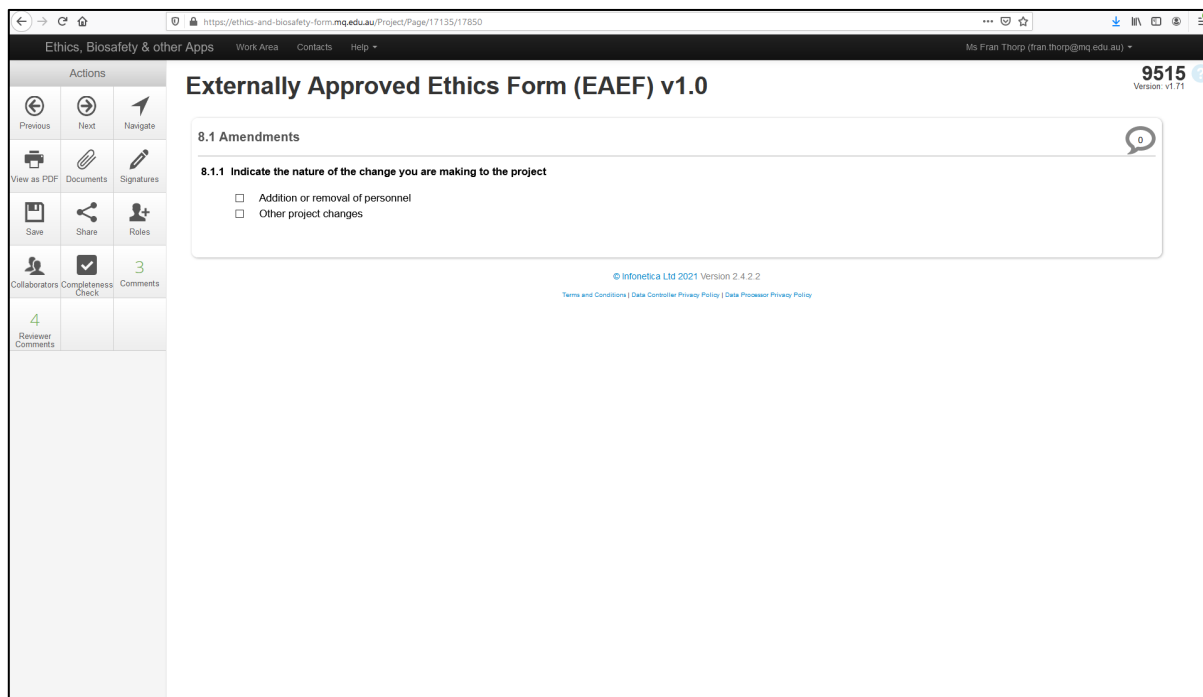 https://ethics-and-biosafety-form.mq.edu.au/Project/Page/17135/17850
Ethics, Biosafety & other Apps Work Area Contacts Help Ms Fran Thorp (fran.thorp@mq.edu.au)
Actions
Previous Next Navigate
View as PDF Documents Signatures
Save Share Roles
Collaborators Completeness Check 3 Comments
4 Reviewer Comments
Externally Approved Ethics Form (EAEF) v1.0
9515
Version: v1.71
8.1 Amendments
0
8.1.1 Indicate the nature of the change you are making to the project
Addition or removal of personnel
Other project changes
© Infonetica Ltd 2021 Version 2.4.2.2
Terms and Conditions | Data Controller Privacy Policy | Data Processor Privacy Policy